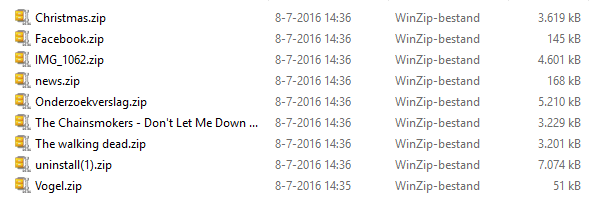 Christmas.zip 8-7-2016 14:36 WinZip-bestand 3.619 kB
Facebook.zip 8-7-2016 14:36 WinZip-bestand 145 kB
IMG_1062.zip 8-7-2016 14:36 WinZip-bestand 4.601 kB
news.zip 8-7-2016 14:36 WinZip-bestand 168 kB
Onderzoekverslag.zip 8-7-2016 14:36 WinZip-bestand 5.210 kB
The Chainsmokers - Don't Let Me Down ... 8-7-2016 14:36 WinZip-bestand 3.229 kB
The walking dead.zip 8-7-2016 14:36 WinZip-bestand 3.201 kB
uninstall(1).zip 8-7-2016 14:36 WinZip-bestand 7.074 kB
Vogel.zip 8-7-2016 14:35 WinZip-bestand 51 kB